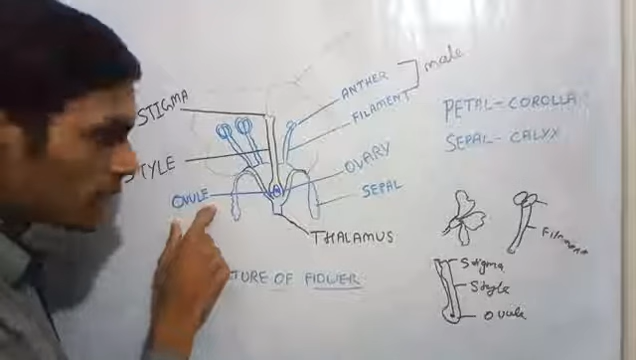 STIGMA
STYLE
OVULE
ANTHER
FILAMENT
male
OVARY
SEPAL
THALAMUS
TURE OF FLOWER
PETAL-COROLLA
SEPAL-CALYX
Filament
Stigma
Style
Ovule